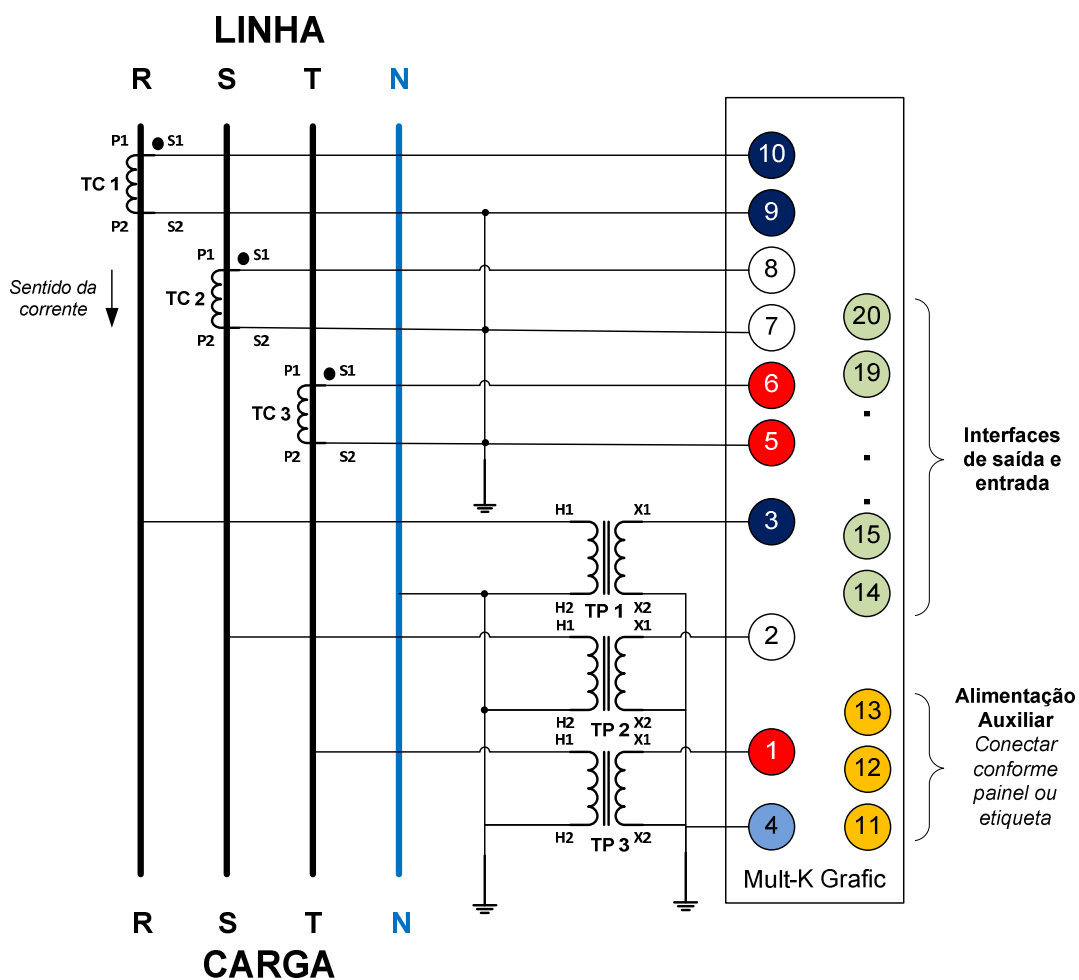 LINHA
R S T N
P1 S1
TC 1
P2 S2
10
9
P1 S1
TC 2
P2 S2
8
7
Sentido da
corrente
P1 S1
TC 3
P2 S2
6
5
20
19
15
14
Interfaces
de saída e
entrada
H1 X1
3
H2 TP 1 X2
H1 X1
2
H2 TP 2 X2
H1 X1
1
H2 TP 3 X2
4
13
12
11
Alimentação
Auxiliar
Conectar
conforme
painel ou
etiqueta
Mult-K Grafic
R S T N
CARGA